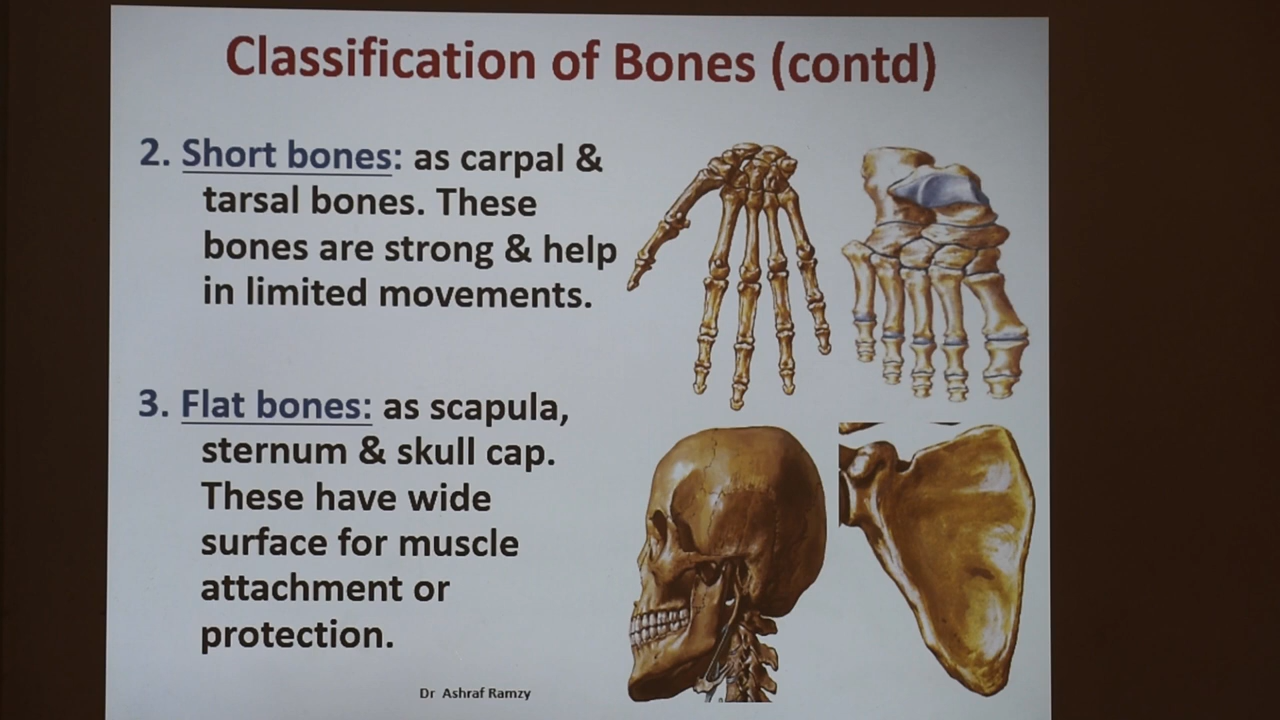 Classification of Bones (contd)
2. Short bones: as carpal &
tarsal bones. These
bones are strong & help
in limited movements.
3. Flat bones: as scapula,
sternum & skull cap.
These have wide
surface for muscle
attachment or
protection.
Dr Ashraf Ramzy